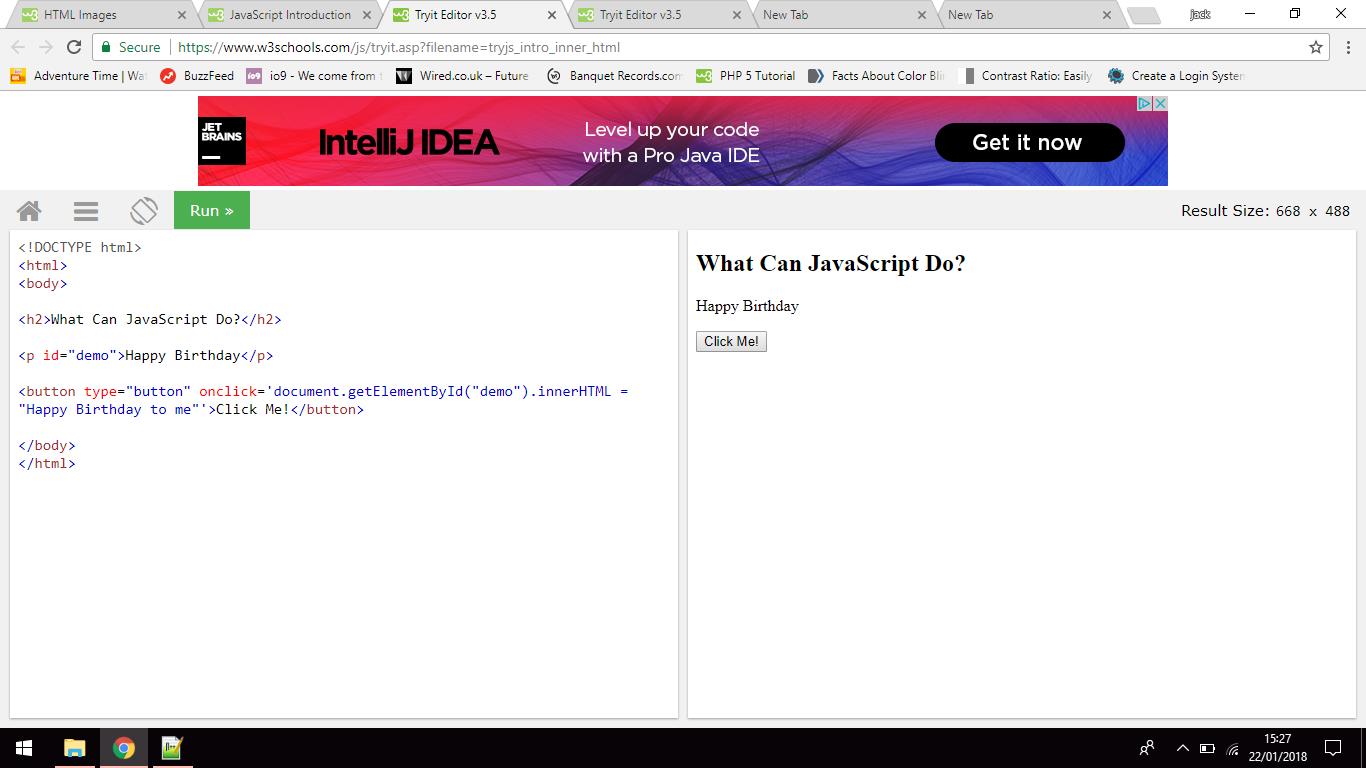 HTML Images
JavaScript Introduction
Tryit Editor v3.5
Tryit Editor v3.5
New Tab
New Tab
jack
Secure
https://www.w3schools.com/js/tryit.asp?filename=tryjs_intro_inner_html
Adventure Time | Wat
BuzzFeed
io9 - We come from t
Wired.co.uk – Future
Banquet Records.com
PHP 5 Tutorial
Facts About Color Bli
Contrast Ratio: Easily
Create a Login System
JET
BRAINS
IntelliJ IDEA
Level up your code
with a Pro Java IDE
Get it now
Run »
Result Size: 668 x 488
<!DOCTYPE html>
<html>
<body>
<h2>What Can JavaScript Do?</h2>
<p id="demo">Happy Birthday</p>
<button type="button" onclick='document.getElementById("demo").innerHTML =
"Happy Birthday to me"'>Click Me!</button>
</body>
</html>
What Can JavaScript Do?
Happy Birthday
Click Me!
15:27
22/01/2018